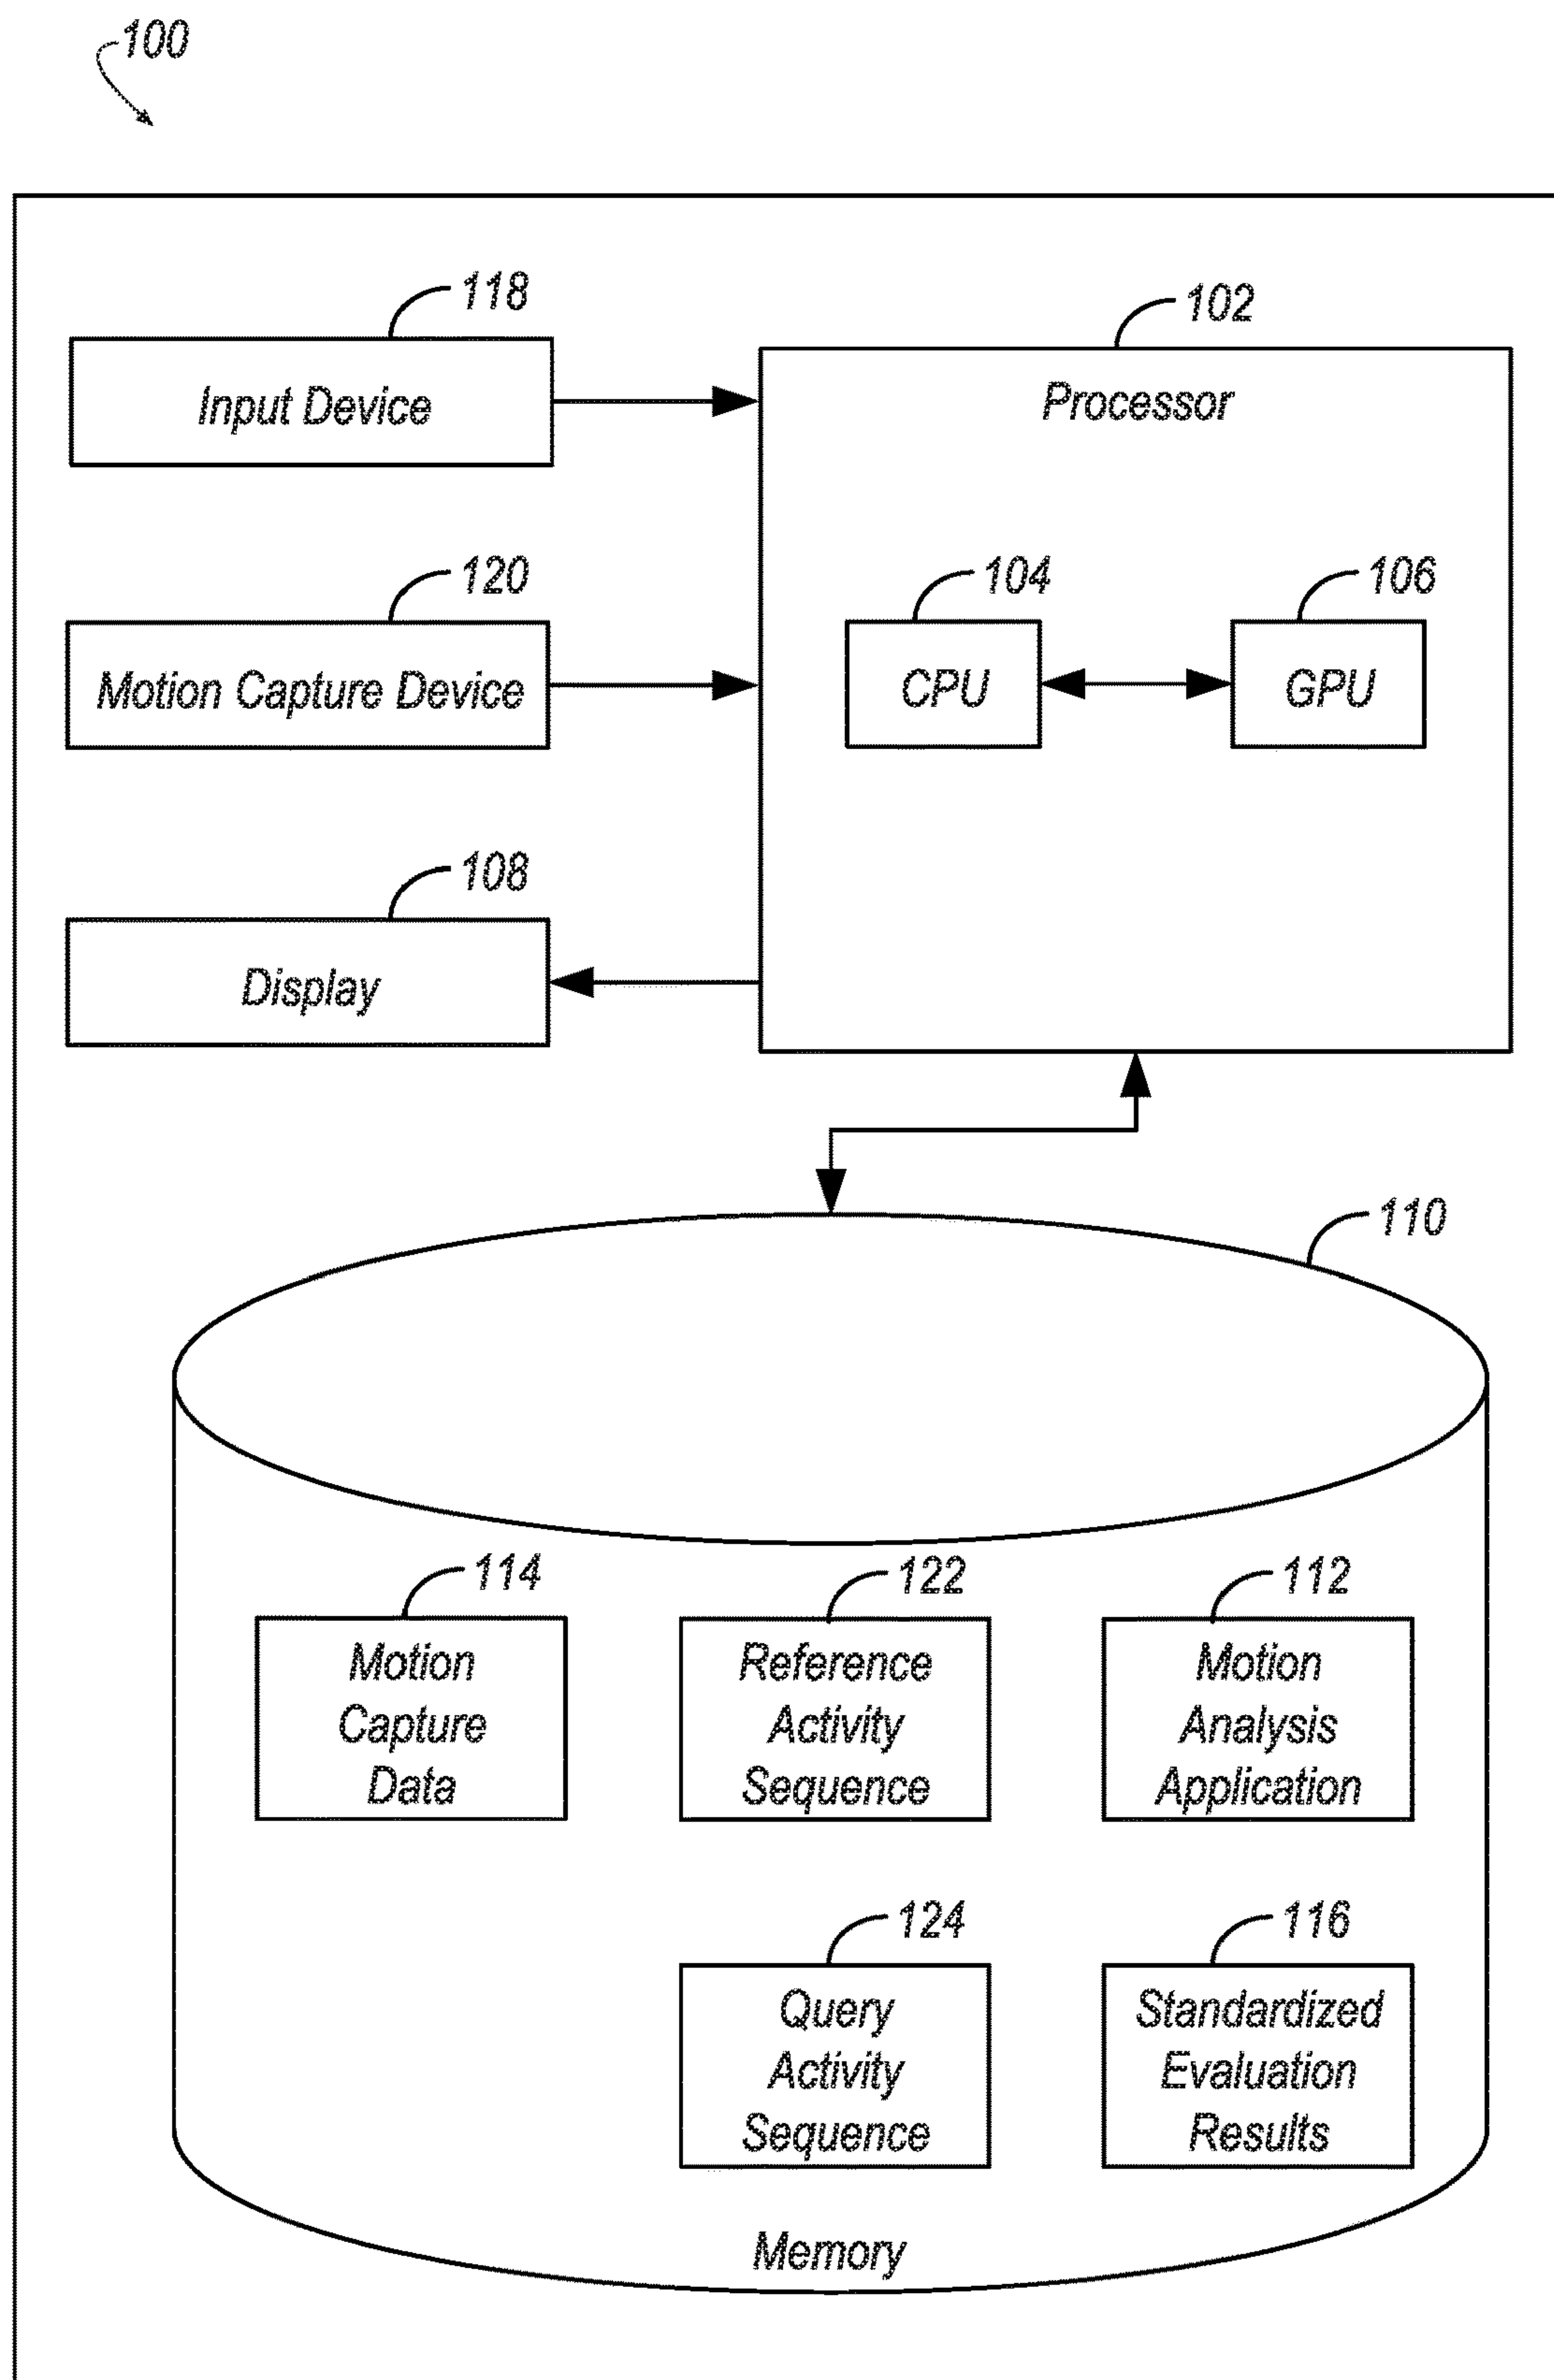 100
118
Input Device
102
Processor
120
Motion Capture Device
104
CPU
106
GPU
108
Display
110
114
Motion
Capture
Data
122
Reference
Activity
Sequence
112
Motion
Analysis
Application
124
Query
Activity
Sequence
116
Standardized
Evaluation
Results
Memory